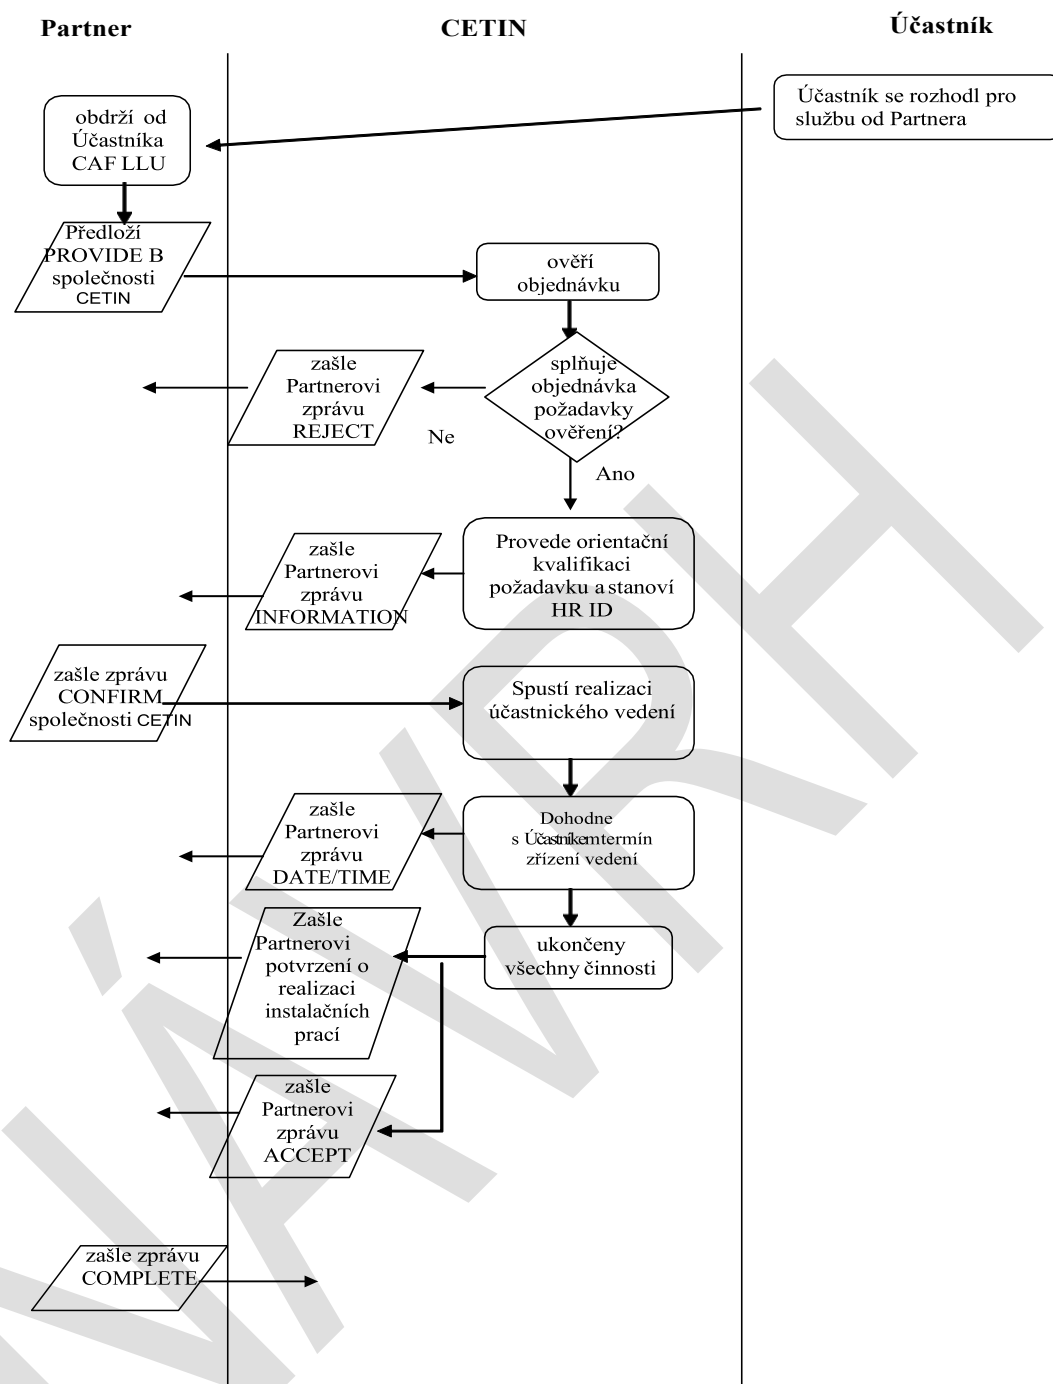 Partner
CETIN
Účastník
Účastník se rozhodl pro
službu od Partnera
obdrží od
Účastníka
CAF LLU
Předloží
PROVIDE B
společnosti
CETIN
ověří
objednávku
splňuje
objednávka
požadavky
ověření?
zašle
Partnerovi
zprávu
REJECT
Ne
Ano
Provede orientační
kvalifikaci
požadavku a stanoví
HR ID
zašle
Partnerovi
zprávu
INFORMATION
zašle zprávu
CONFIRM
společnosti CETIN
Spustí realizaci
účastnického vedení
Dohodne
s Účastníkem termín
zřízení vedení
zašle
Partnerovi
zprávu
DATE/TIME
ukončeny
všechny činnosti
Zašle
Partnerovi
potvrzení o
realizaci
instalačních
prací
zašle
Partnerovi
zprávu
ACCEPT
zašle zprávu
COMPLETE
NÁVRH